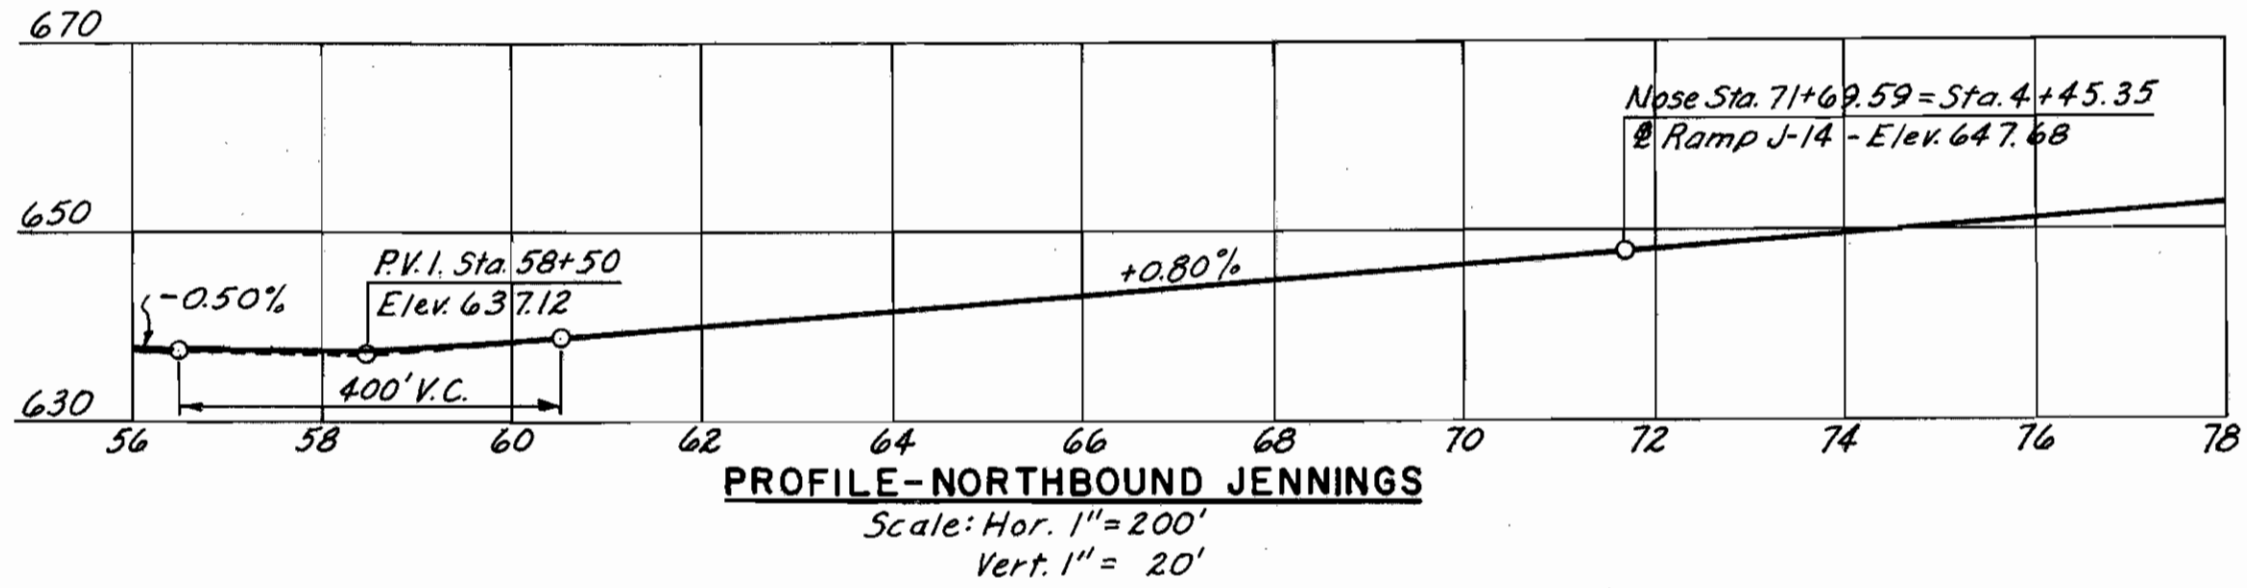 670
Nose Sta. 71+69.59 = Sta. 4+45.35
℄ Ramp J-14 - Elev. 647.68
650
P.V.I. Sta. 58+50
Elev. 637.12
-0.50%
+0.80%
400' V.C.
630
56 58 60 62 64 66 68 70 72 74 76 78
PROFILE-NORTHBOUND JENNINGS
Scale: Hor. 1" = 200'
Vert. 1" = 20'